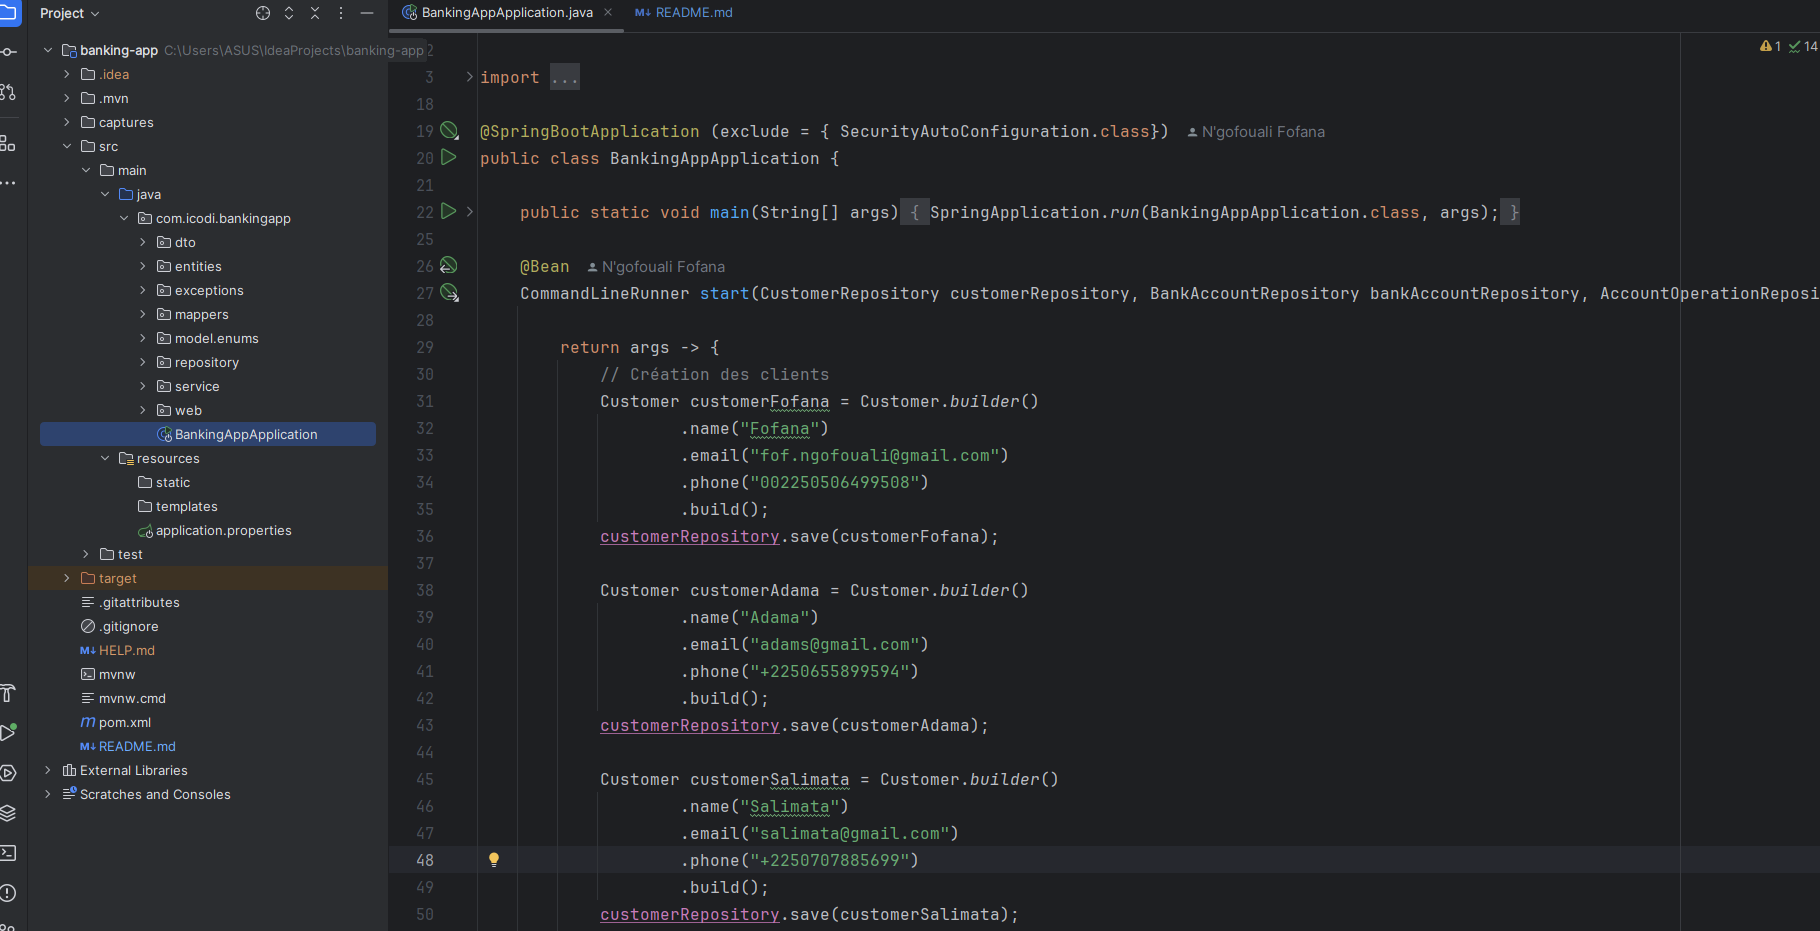 Project
banking-app C:\Users\ASUS\IdeaProjects\banking-app
.idea
.mvn
captures
src
main
java
com.icodi.bankingapp
dto
entities
exceptions
mappers
model.enums
repository
service
web
BankingAppApplication
resources
static
templates
application.properties
test
target
.gitattributes
.gitignore
M↓ HELP.md
mvnw
mvnw.cmd
m pom.xml
M↓ README.md
External Libraries
Scratches and Consoles
BankingAppApplication.java × M↓ README.md
1 14
2
3 import ...
18
19 @SpringBootApplication (exclude = { SecurityAutoConfiguration.class}) N'gofouali Fofana
20 public class BankingAppApplication {
21
22 public static void main(String[] args) { SpringApplication.run(BankingAppApplication.class, args); }
25
26 @Bean N'gofouali Fofana
27 CommandLineRunner start(CustomerRepository customerRepository, BankAccountRepository bankAccountRepository, AccountOperationReposi
28
29 return args -> {
30 // Création des clients
31 Customer customerFofana = Customer.builder()
32 .name("Fofana")
33 .email("fof.ngofouali@gmail.com")
34 .phone("002250506499508")
35 .build();
36 customerRepository.save(customerFofana);
37
38 Customer customerAdama = Customer.builder()
39 .name("Adama")
40 .email("adams@gmail.com")
41 .phone("+2250655899594")
42 .build();
43 customerRepository.save(customerAdama);
44
45 Customer customerSalimata = Customer.builder()
46 .name("Salimata")
47 .email("salimata@gmail.com")
48 .phone("+2250707885699")
49 .build();
50 customerRepository.save(customerSalimata);